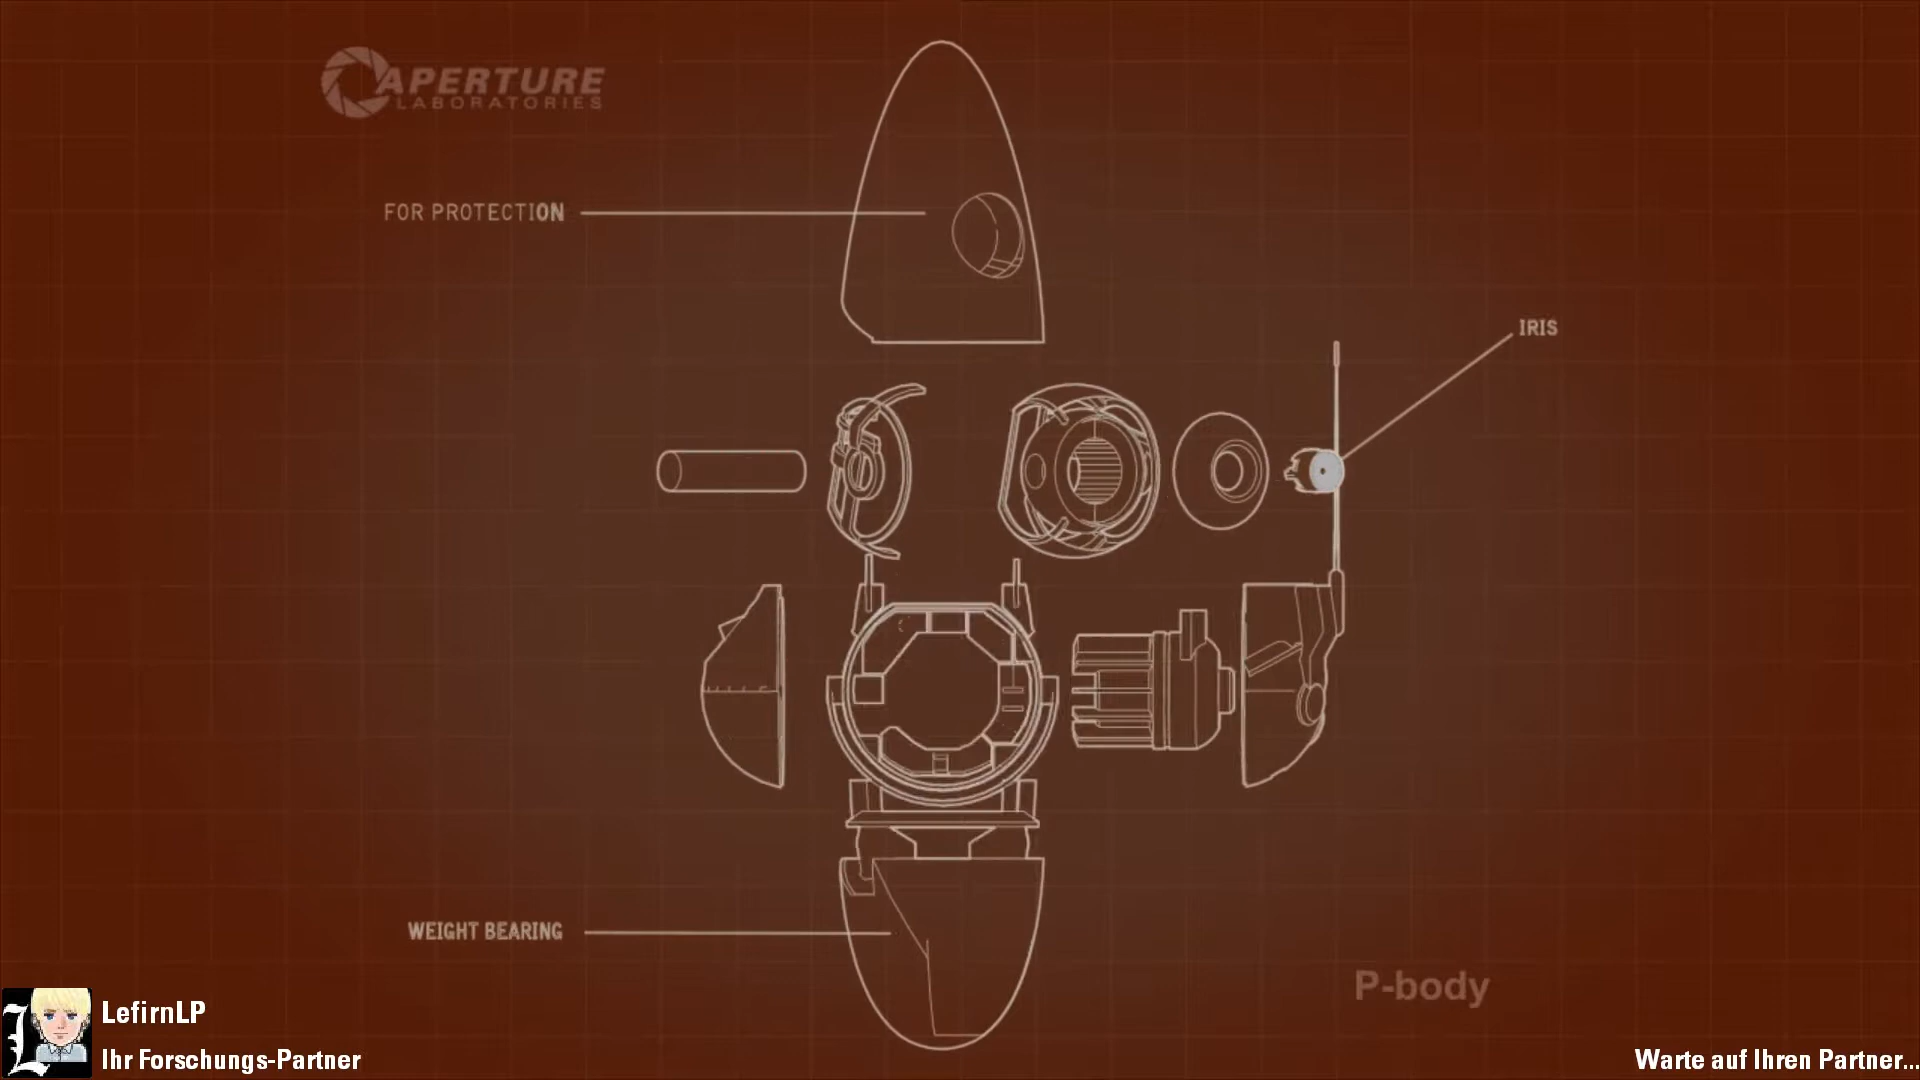 APERTURE
LABORATORIES
FOR PROTECTION
IRIS
WEIGHT BEARING
P-body
LefirnLP
Ihr Forschungs-Partner
Warte auf Ihren Partner...